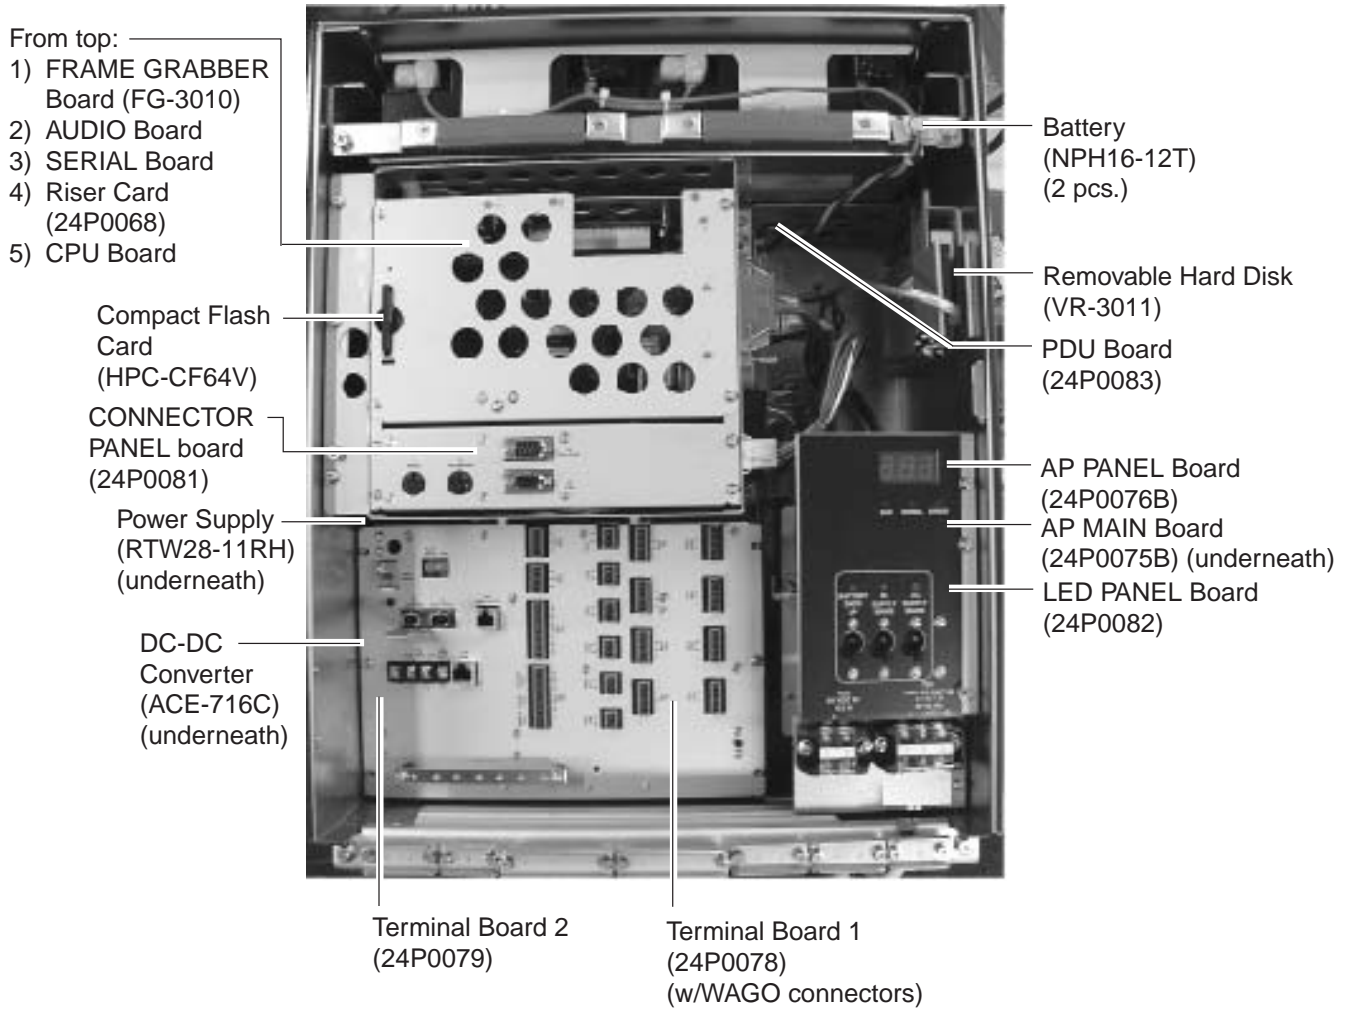 From top:
1) FRAME GRABBER
Board (FG-3010)
2) AUDIO Board
3) SERIAL Board
4) Riser Card
(24P0068)
5) CPU Board
Compact Flash
Card
(HPC-CF64V)
CONNECTOR
PANEL board
(24P0081)
Power Supply
(RTW28-11RH)
(underneath)
DC-DC
Converter
(ACE-716C)
(underneath)
Battery
(NPH16-12T)
(2 pcs.)
Removable Hard Disk
(VR-3011)
PDU Board
(24P0083)
AP PANEL Board
(24P0076B)
AP MAIN Board
(24P0075B) (underneath)
LED PANEL Board
(24P0082)
Terminal Board 2
(24P0079)
Terminal Board 1
(24P0078)
(w/WAGO connectors)